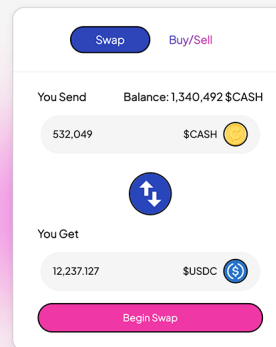 Swap Buy/Sell
You Send Balance: 1,340,492 $CASH
532,049 $CASH
You Get
12,237.127 $USDC
Begin Swap